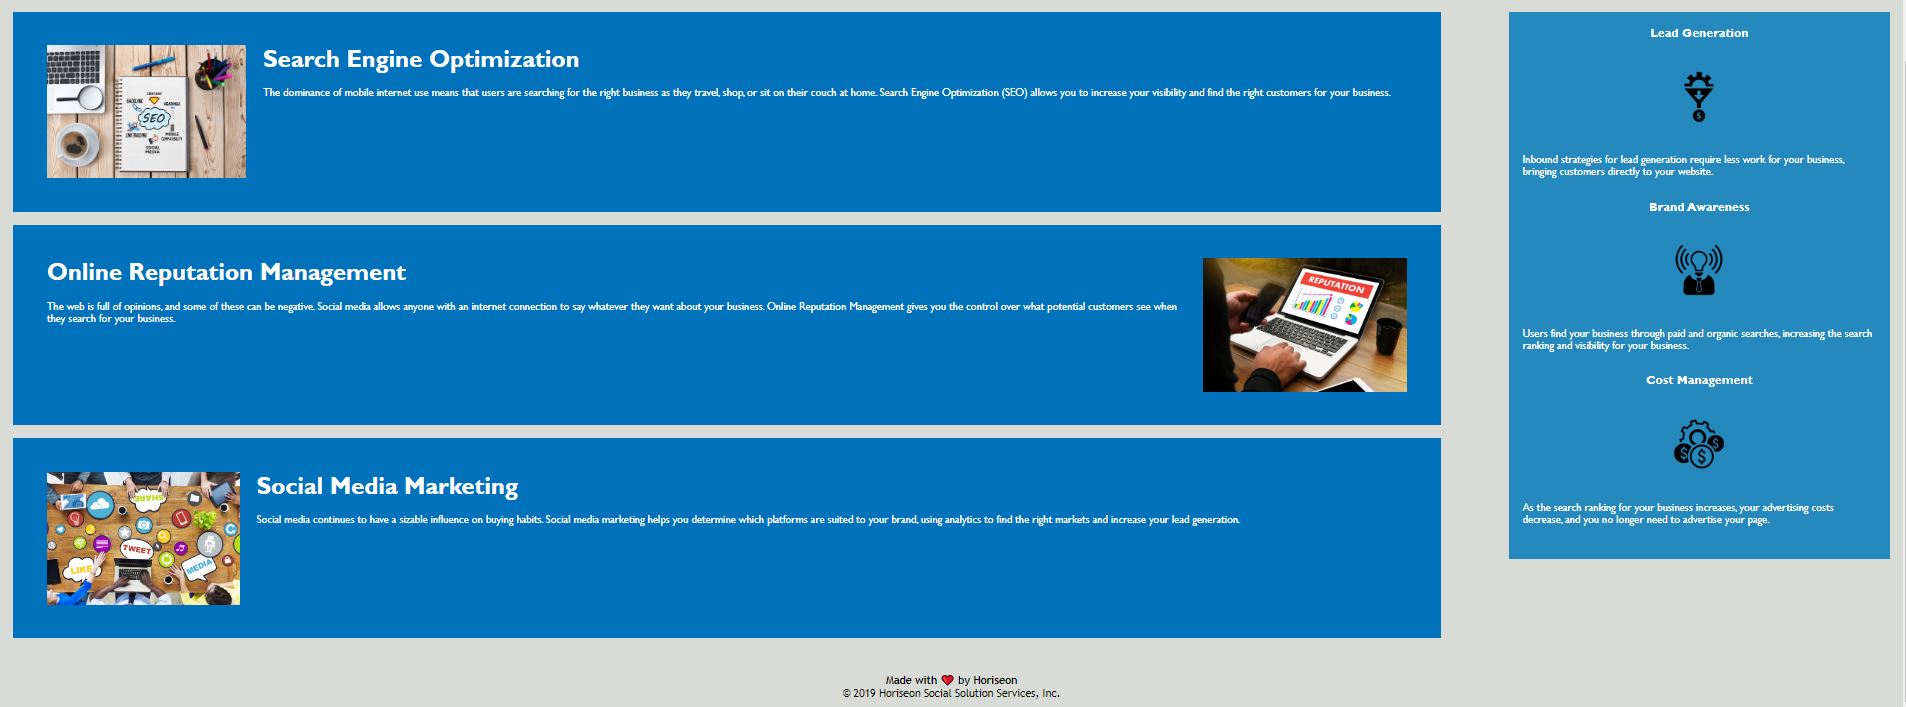 Search Engine Optimization
The dominance of mobile internet use means that users are searching for the right business as they travel, shop, or sit on their couch at home. Search Engine Optimization (SEO) allows you to increase your visibility and find the right customers for your business.
SEO
Online Reputation Management
The web is full of opinions, and some of these can be negative. Social media allows anyone with an internet connection to say whatever they want about your business. Online Reputation Management gives you the control over what potential customers see when
they search for your business.
REPUTATION
Social Media Marketing
Social media continues to have a sizable influence on buying habits. Social media marketing helps you determine which platforms are suited to your brand, using analytics to find the right markets and increase your lead generation.
SHARE
TWEET
LIKE
MEDIA
Lead Generation
$
Inbound strategies for lead generation require less work for your business,
bringing customers directly to your website.
Brand Awareness
Users find your business through paid and organic searches, increasing the search
ranking and visibility for your business.
Cost Management
$
$ $
As the search ranking for your business increases, your advertising costs
decrease, and you no longer need to advertise your page.
Made with ❤️ by Horiseon
© 2019 Horiseon Social Solution Services, Inc.